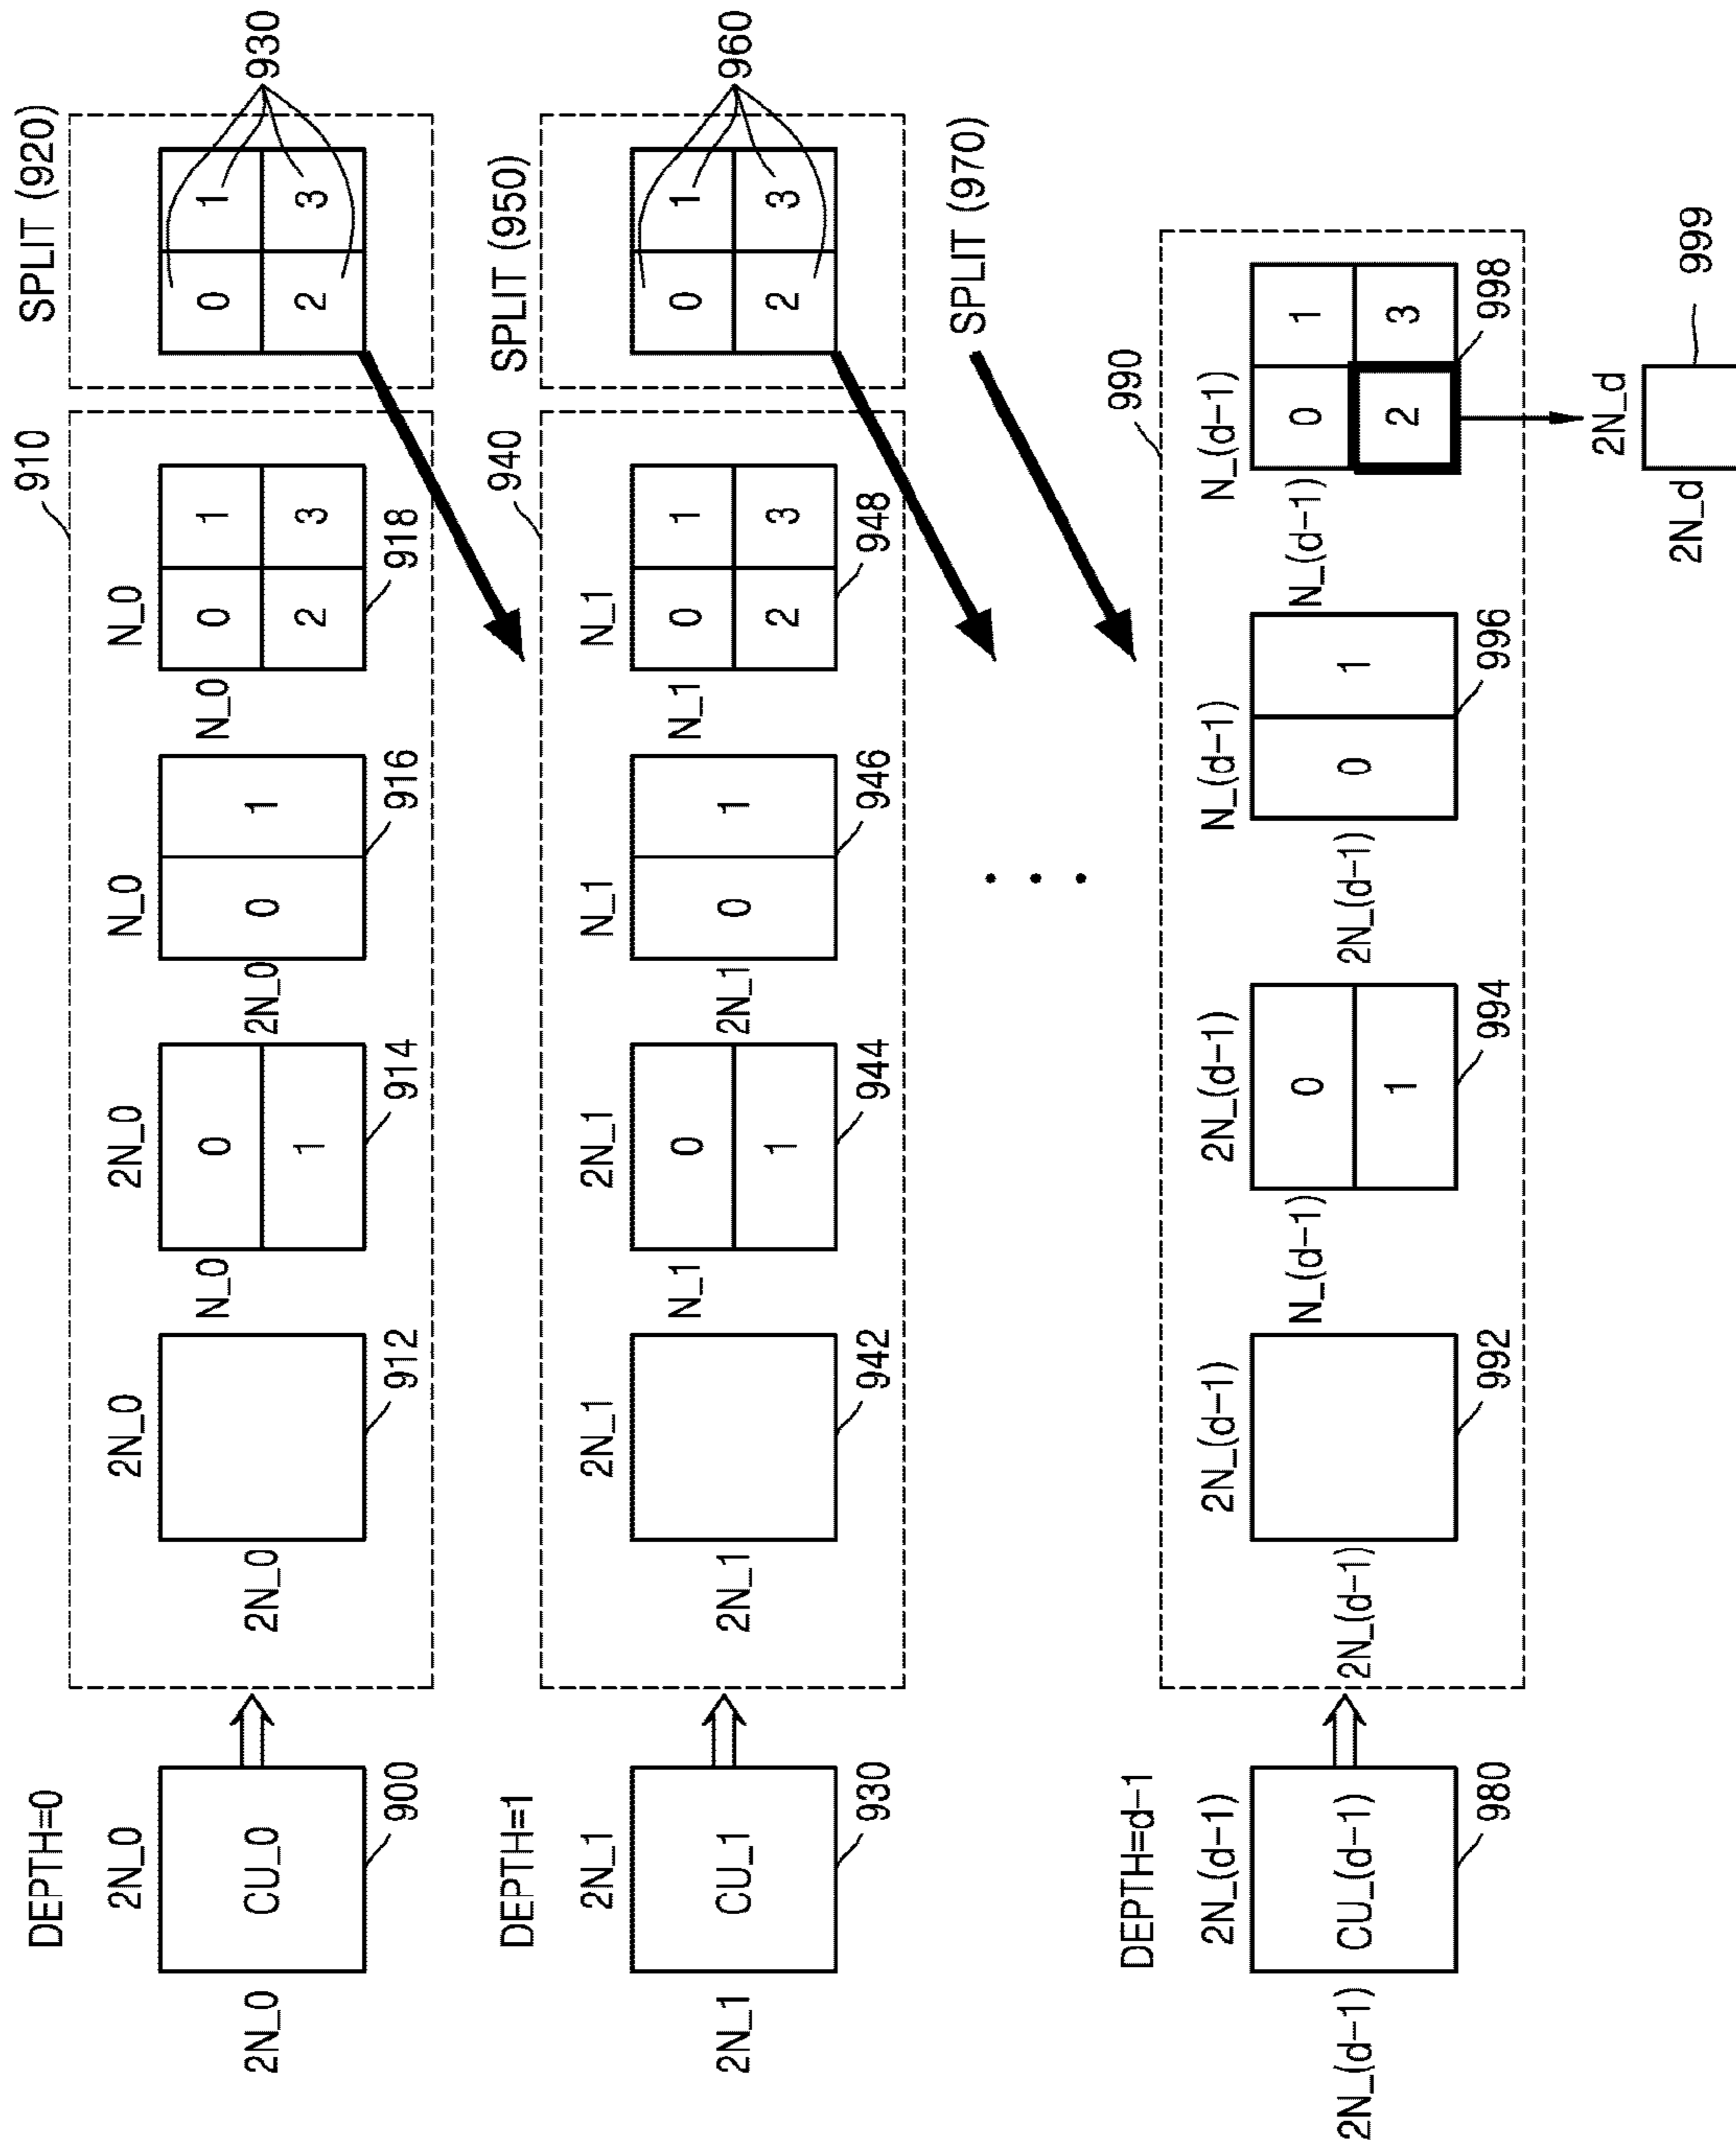 DEPTH=0
2N_0
2N_0
CU_0
900
910
2N_0
2N_0
912
2N_0
N_0
0
1
914
N_0
2N_0
0 1
916
N_0
N_0
0 1
2 3
918
SPLIT (920)
0 1
2 3
930
DEPTH=1
2N_1
2N_1
CU_1
930
940
2N_1
2N_1
942
2N_1
N_1
0
1
944
N_1
2N_1
0 1
946
N_1
N_1
0 1
2 3
948
SPLIT (950)
0 1
2 3
960
SPLIT (970)
DEPTH=d-1
2N_(d-1)
2N_(d-1)
CU_(d-1)
980
990
2N_(d-1)
2N_(d-1)
992
2N_(d-1)
N_(d-1)
0
1
994
N_(d-1)
2N_(d-1)
0 1
996
N_(d-1)
N_(d-1)
0 1
2 3
998
2N_d
2N_d
999